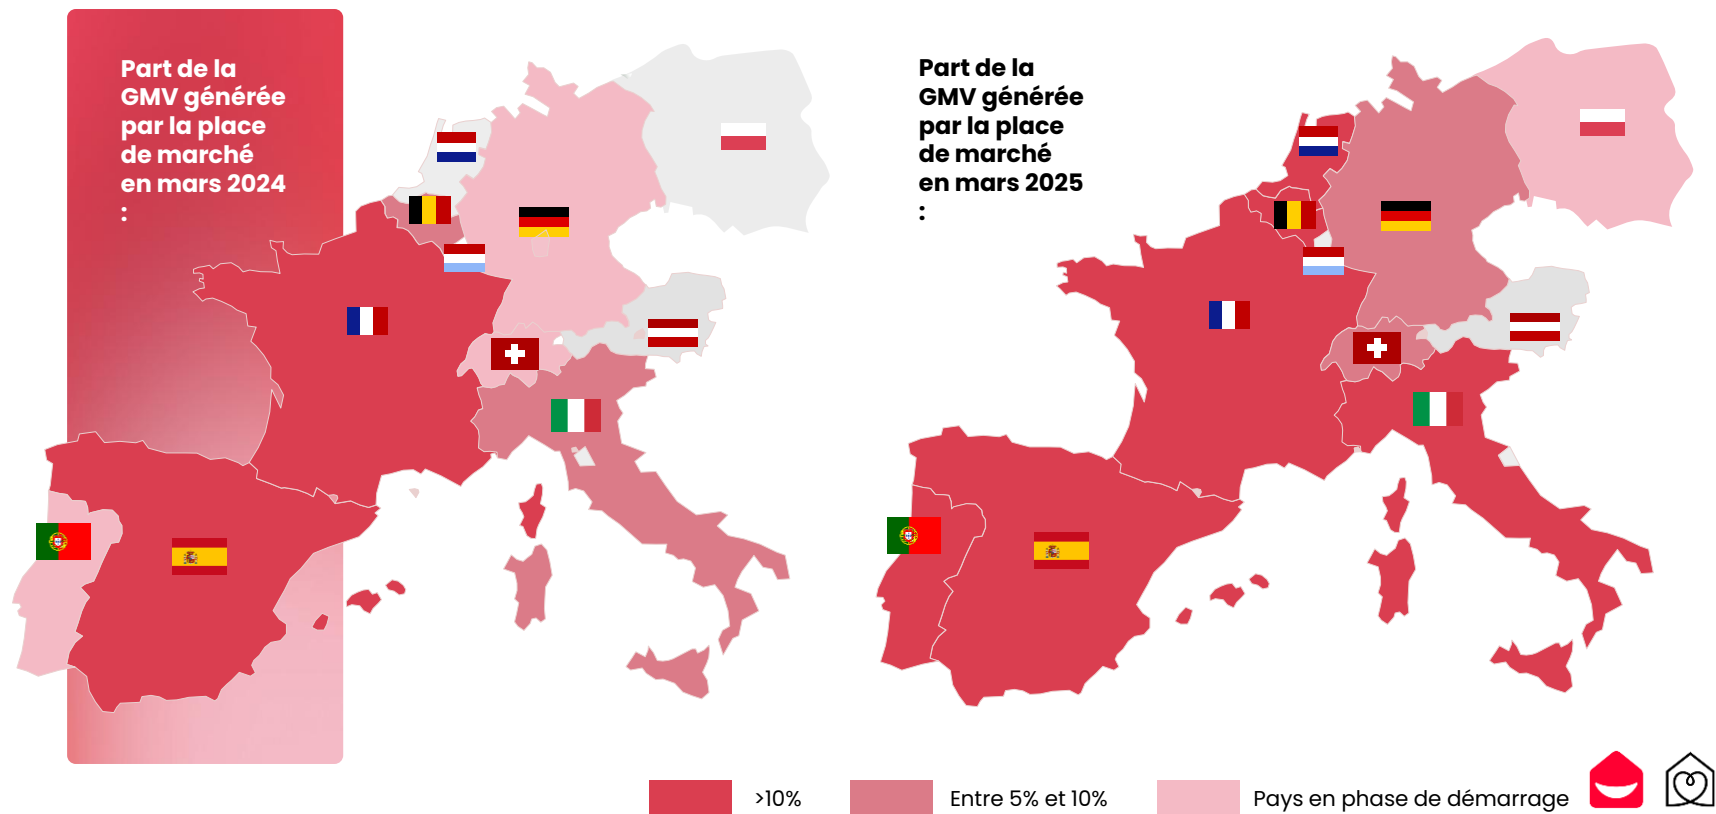 Part de la
GMV générée
par la place
de marché
en mars 2024
:
Part de la
GMV générée
par la place
de marché
en mars 2025
:
>10%
Entre 5% et 10%
Pays en phase de démarrage